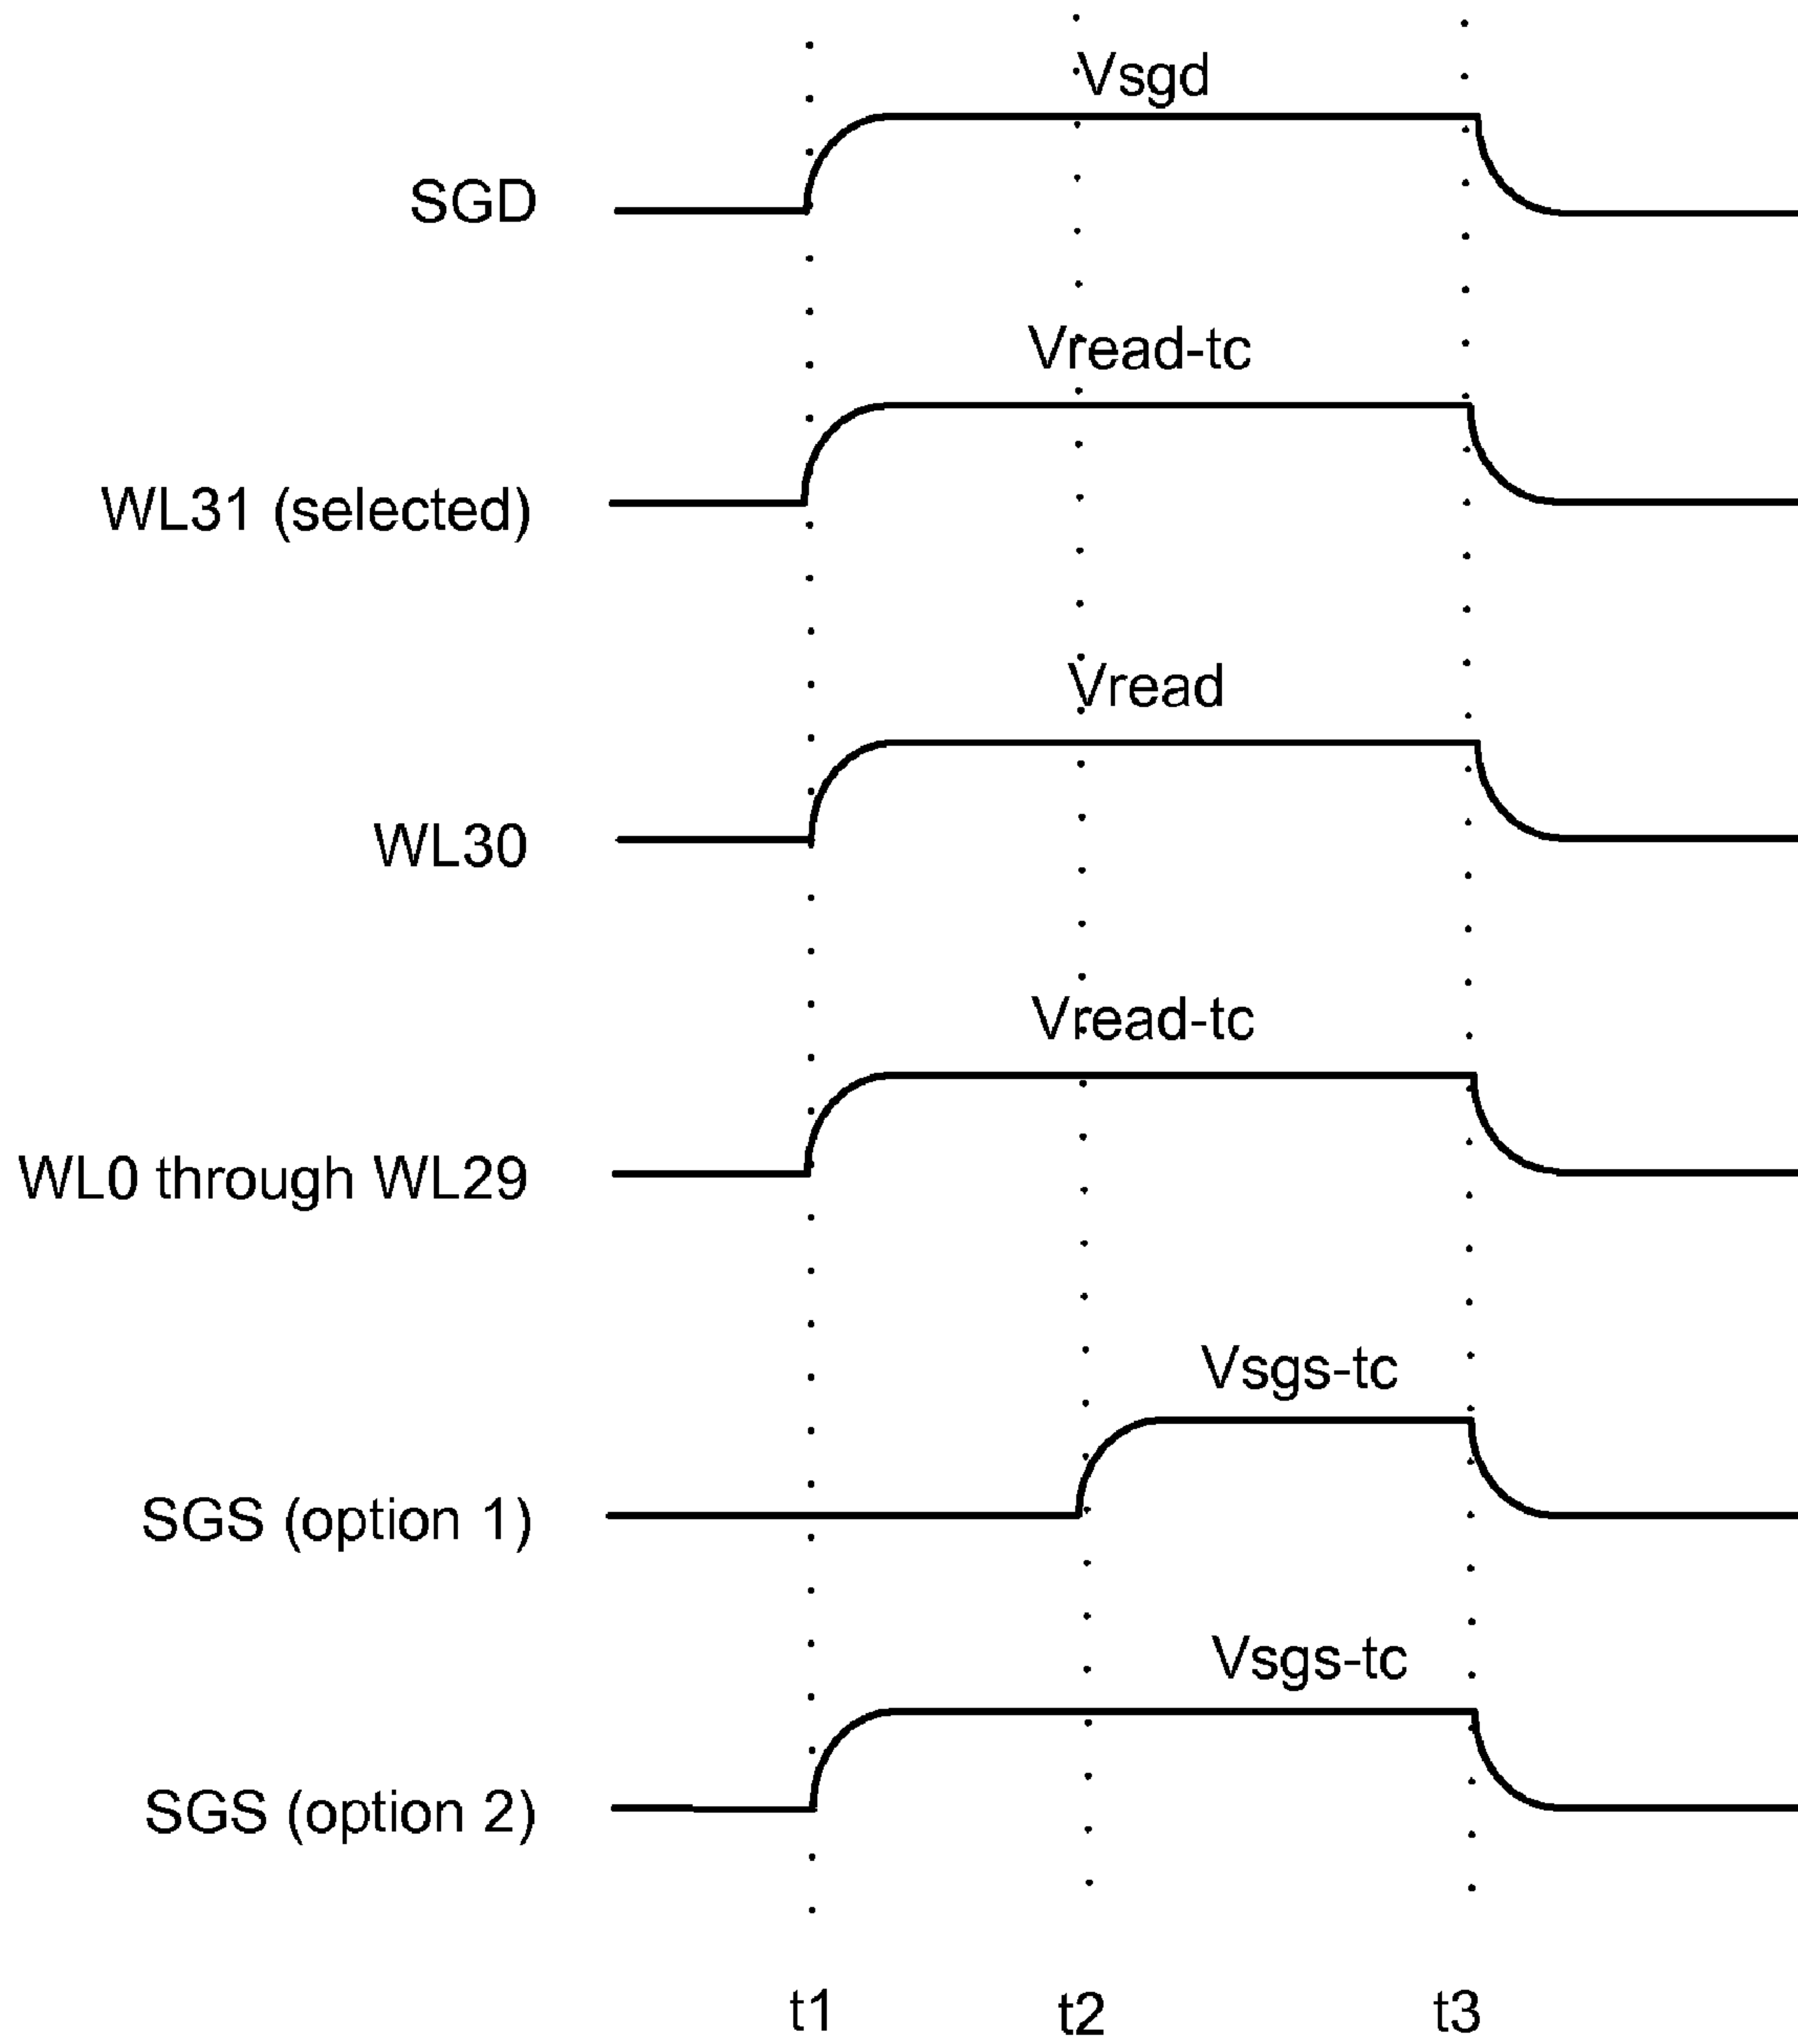 Vsgd
SGD
Vread-tc
WL31 (selected)
Vread
WL30
Vread-tc
WL0 through WL29
Vsgs-tc
SGS (option 1)
Vsgs-tc
SGS (option 2)
t1 t2 t3